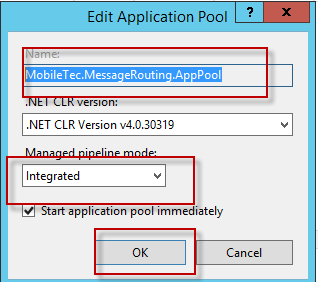 Edit Application Pool
?
X
Name:
MobileTec.MessageRouting.AppPool
.NET CLR version:
.NET CLR Version v4.0.30319
Managed pipeline mode:
Integrated
Start application pool immediately
OK
Cancel